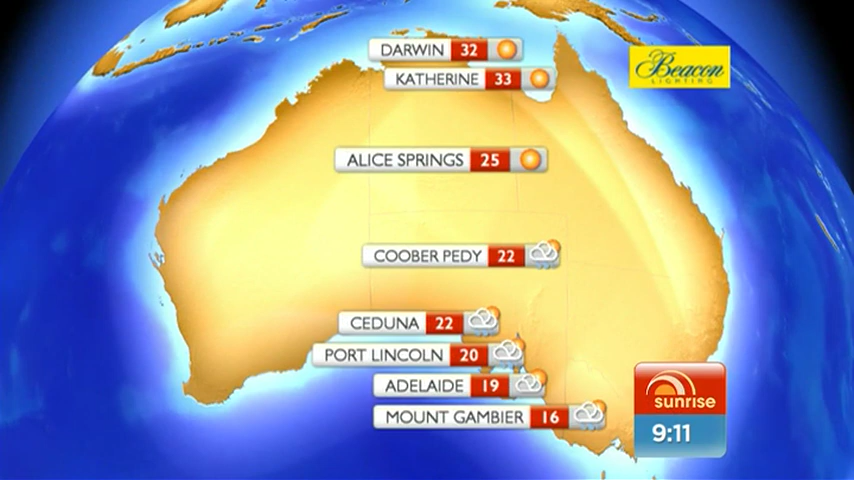 DARWIN 32
Beacon
LIGHTING
KATHERINE 33
ALICE SPRINGS 25
COOBER PEDY 22
CEDUNA 22
PORT LINCOLN 20
ADELAIDE 19
MOUNT GAMBIER 16
sunrise
9:11